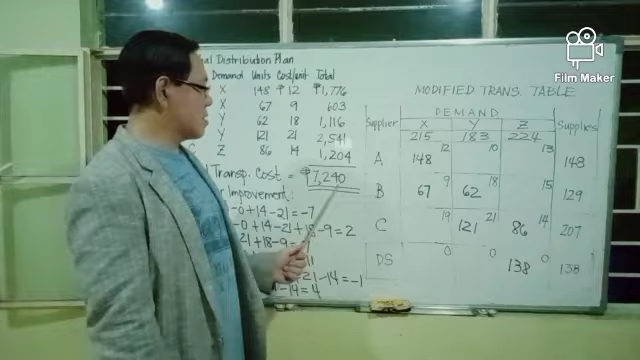 Film Maker
al Distribution Plan
Demand Units Cost/unit Total
X 148 ₱12 ₱1,776
X 67 9 603
Y 62 18 1,116
Y 121 21 2,541
Z 86 14 1,204
l Transp. Cost = ₱7,240
r Improvement:
-0+14-21=-7
-0+14-21+18-9=2
21+18-9=
21-14=-1
-14=4
MODIFIED TRANS. TABLE
Supplier DEMAND Supplies
X Y Z
215 183 224
A 148 12 10 13 148
B 67 9 62 18 15 129
C 19 121 21 86 14 207
DS 0 0 138 0 138